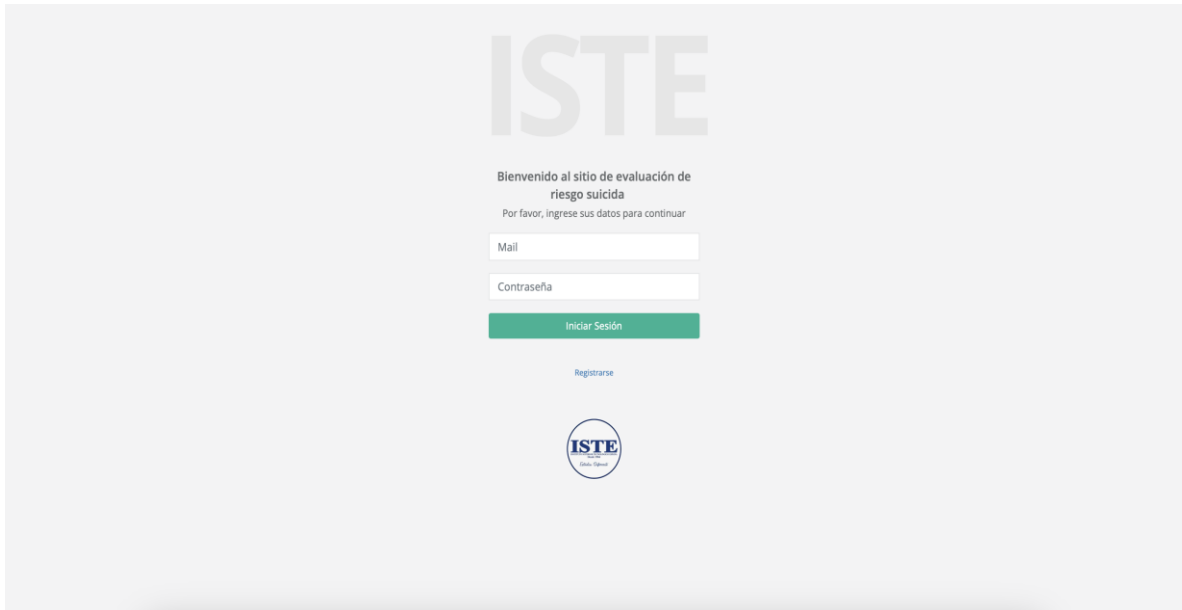 ISTE
Bienvenido al sitio de evaluación de
riesgo suicida
Por favor, ingrese sus datos para continuar
Mail
Contraseña
Iniciar Sesión
Registrarse
ISTE